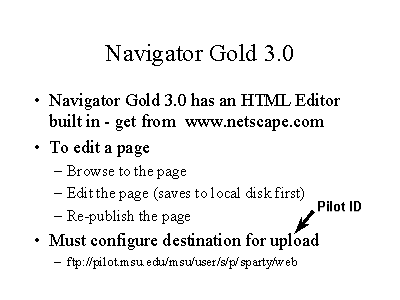 Navigator Gold 3.0
• Navigator Gold 3.0 has an HTML Editor
built in - get from www.netscape.com
• To edit a page
– Browse to the page
– Edit the page (saves to local disk first)
– Re-publish the page
Pilot ID
• Must configure destination for upload
– ftp://pilot.msu.edu/msu/user/s/p/sparty/web